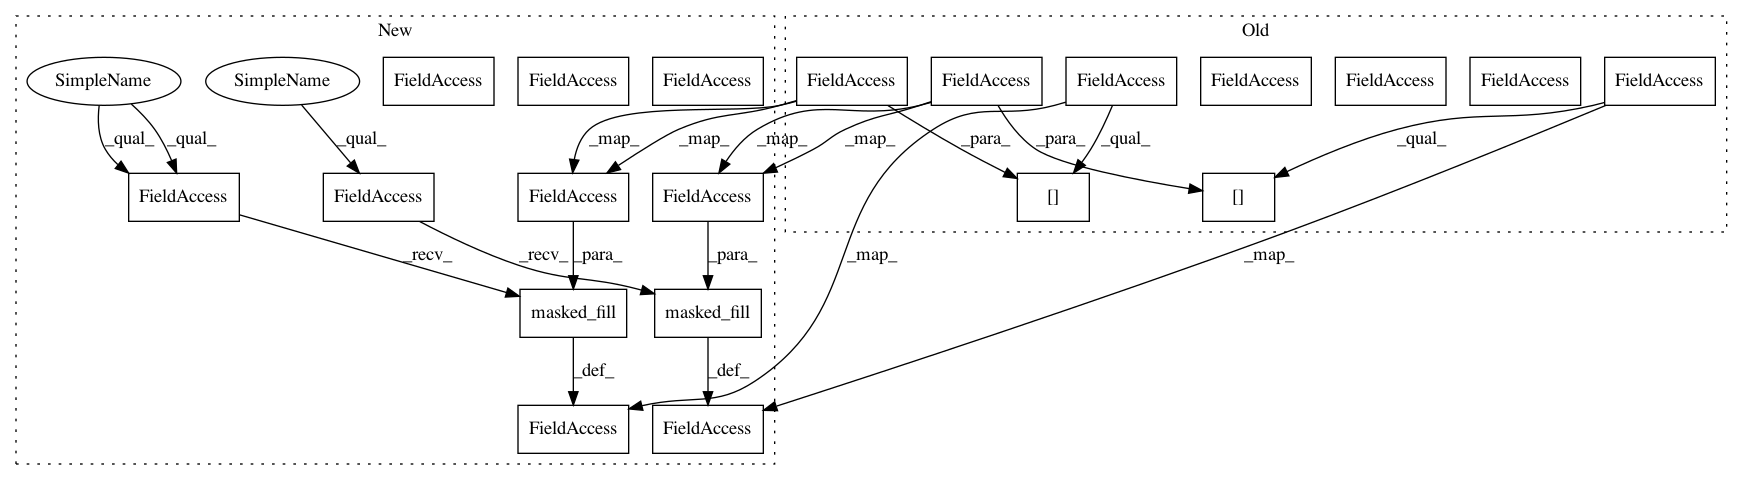 New
Old
SimpleName
SimpleName
FieldAccess
FieldAccess
FieldAccess
FieldAccess
FieldAccess
FieldAccess
FieldAccess
FieldAccess
FieldAccess
FieldAccess
_qual_
_qual_
_qual_
_map_
_map_
_map_
_map_
_para_
_para_
_qual_
_qual_
FieldAccess
FieldAccess
FieldAccess
FieldAccess
[]
[]
_recv_
_recv_
_para_
_para_
_map_
_map_
masked_fill
masked_fill
_def_
_def_
FieldAccess
FieldAccess